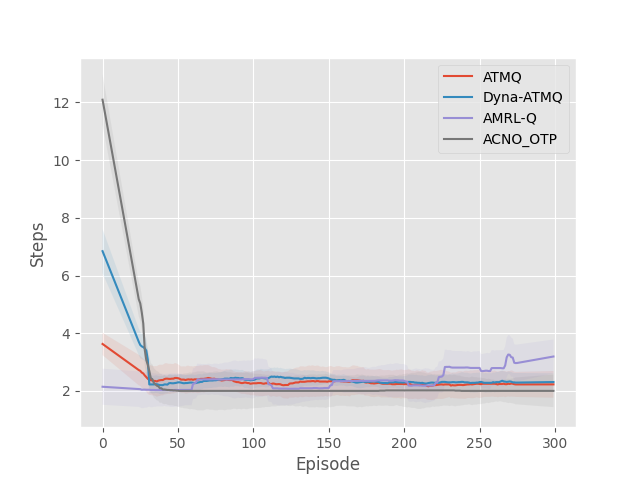 ATMQ
Dyna-ATMQ
AMRL-Q
ACNO_OTP
12
10
8
6
4
2
Steps
0
50
100
150
200
250
300
Episode